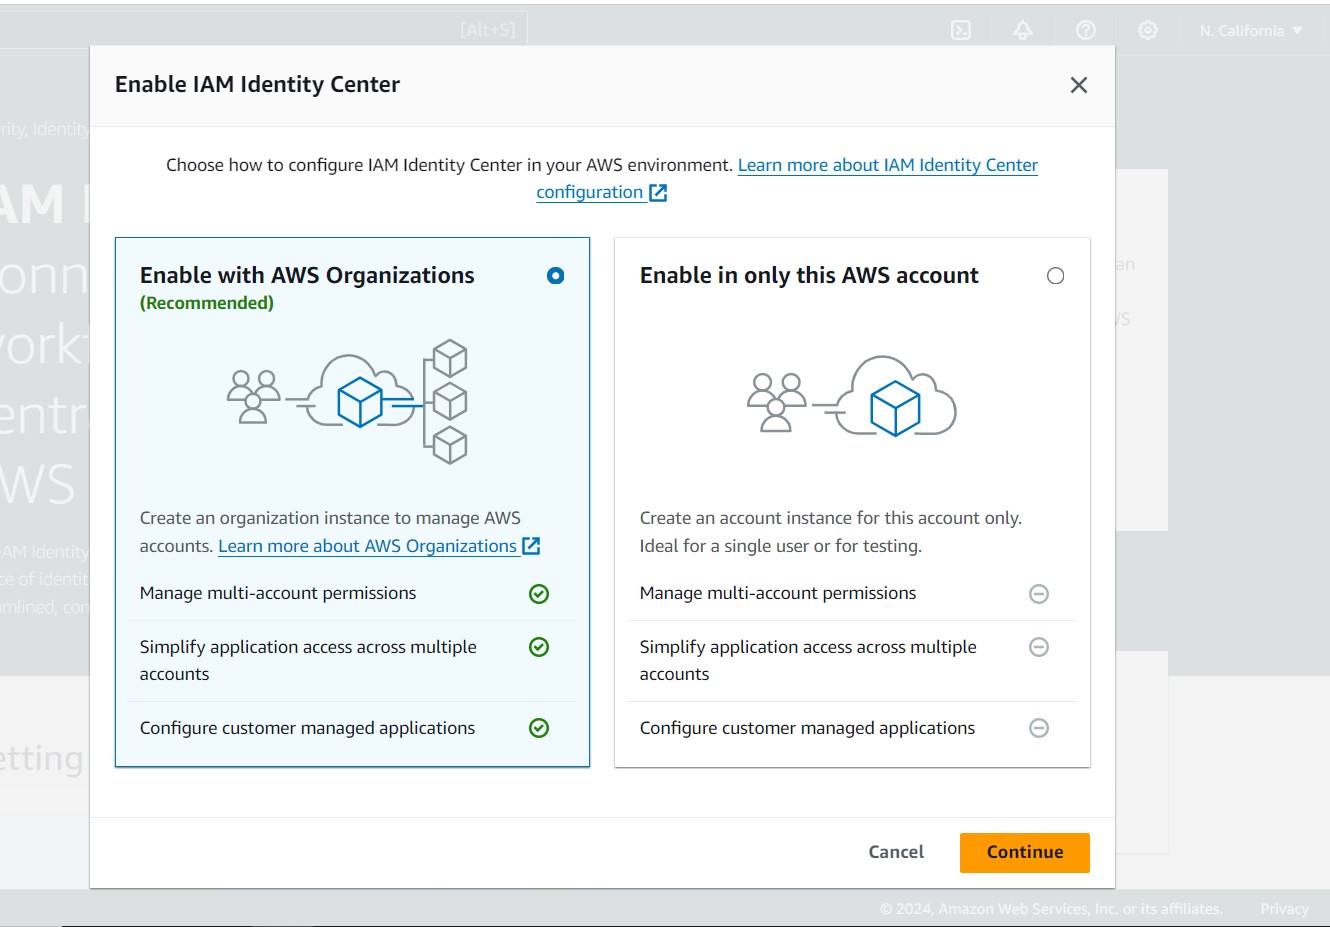 [Alt+S]
N. California
Enable IAM Identity Center
rity, Identity
Choose how to configure IAM Identity Center in your AWS environment. Learn more about IAM Identity Center
configuration
AM I
onn
vorkf
entr
AWS
AM Identity
ce of identit
mlined, con
etting
an
VS
Enable with AWS Organizations
(Recommended)
Create an organization instance to manage AWS
accounts. Learn more about AWS Organizations
Manage multi-account permissions
Simplify application access across multiple
accounts
Configure customer managed applications
Enable in only this AWS account
Create an account instance for this account only.
Ideal for a single user or for testing.
Manage multi-account permissions
Simplify application access across multiple
accounts
Configure customer managed applications
Cancel
Continue
© 2024, Amazon Web Services, Inc. or its affiliates.
Privacy